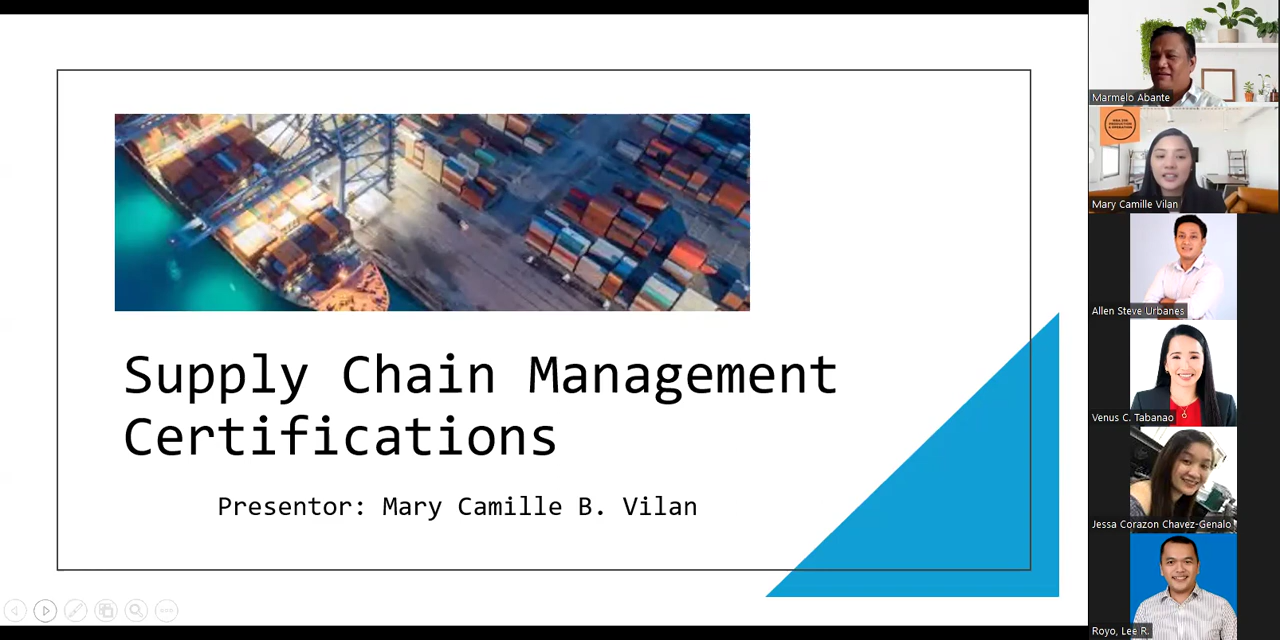 Supply Chain Management
Certifications
Presentor: Mary Camille B. Vilan
Marmelo Abante
Mary Camille Vilan
Allen Steve Urbanes
Venus C. Tabanao
Jessa Corazon Chavez-Genalo
Royo, Lee R.